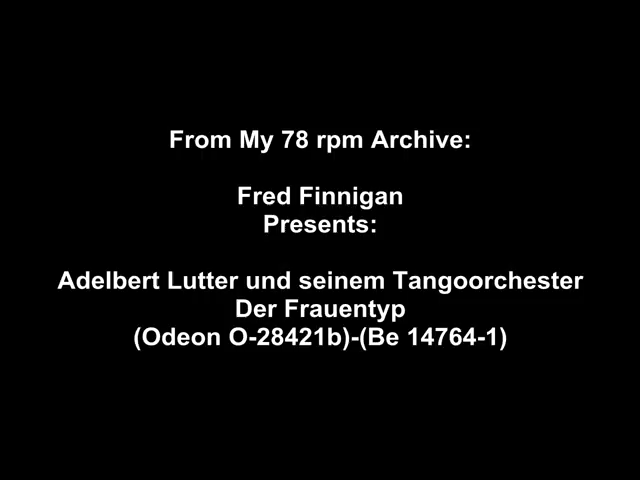 From My 78 rpm Archive:
Fred Finnigan
Presents:
Adelbert Lutter und seinem Tangoorchester
Der Frauentyp
(Odeon O-28421b)-(Be 14764-1)